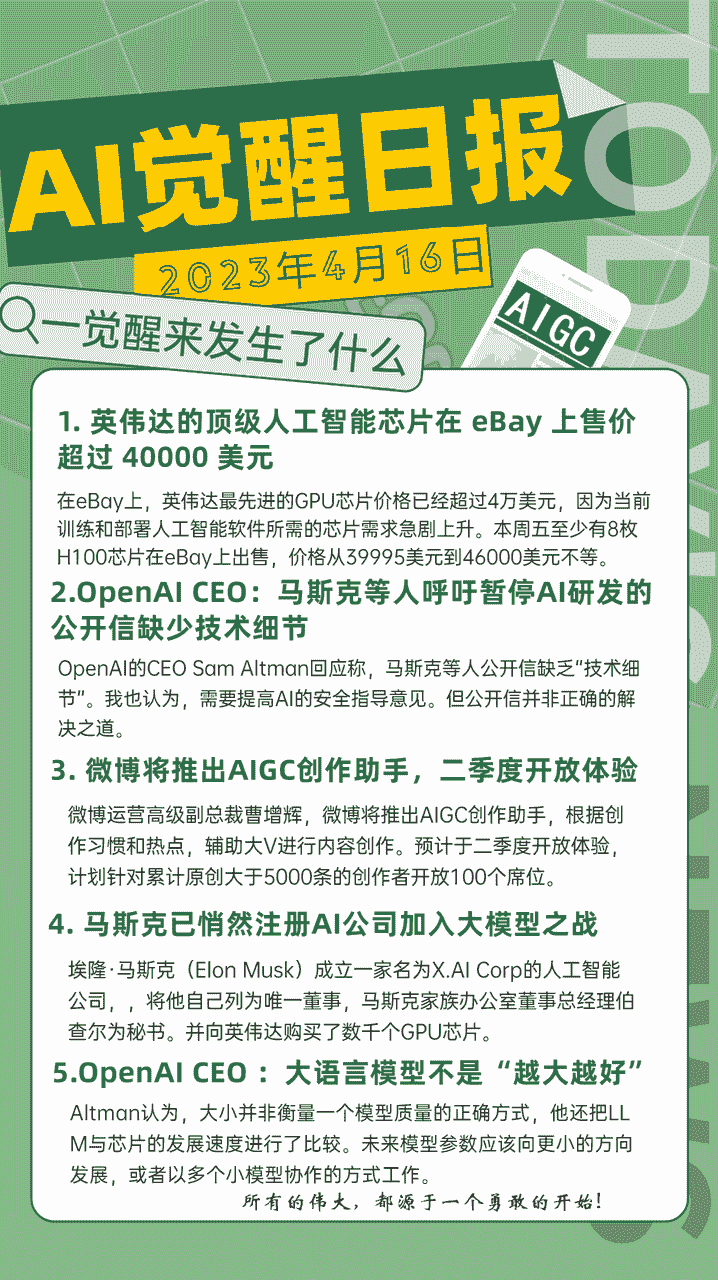 AI觉醒日报
2023年4月16日
一觉醒来发生了什么
AIGC
TODAY'S NEWS
1. 英伟达的顶级人工智能芯片在 eBay 上售价
超过 40000 美元
在eBay上，英伟达最先进的GPU芯片价格已经超过4万美元，因为当前
训练和部署人工智能软件所需的芯片需求急剧上升。本周五至少有8枚
H100芯片在eBay上出售，价格从39995美元到46000美元不等。
2.OpenAI CEO：马斯克等人呼吁暂停AI研发的
公开信缺少技术细节
OpenAI的CEO Sam Altman回应称，马斯克等人公开信缺乏“技术细
节”。我也认为，需要提高AI的安全指导意见。但公开信并非正确的解
决之道。
3. 微博将推出AIGC创作助手，二季度开放体验
微博运营高级副总裁曹增辉，微博将推出AIGC创作助手，根据创
作习惯和热点，辅助大V进行内容创作。预计于二季度开放体验，
计划针对累计原创大于5000条的创作者开放100个席位。
4. 马斯克已悄然注册AI公司加入大模型之战
埃隆·马斯克（Elon Musk）成立一家名为X.AI Corp的人工智能
公司，，将他自己列为唯一董事，马斯克家族办公室董事总经理伯
查尔为秘书。并向英伟达购买了数千个GPU芯片。
5.OpenAI CEO ：大语言模型不是“越大越好”
Altman认为，大小并非衡量一个模型质量的正确方式，他还把LL
M与芯片的发展速度进行了比较。未来模型参数应该向更小的方向
发展，或者以多个小模型协作的方式工作。
所有的伟大，都源于一个勇敢的开始!